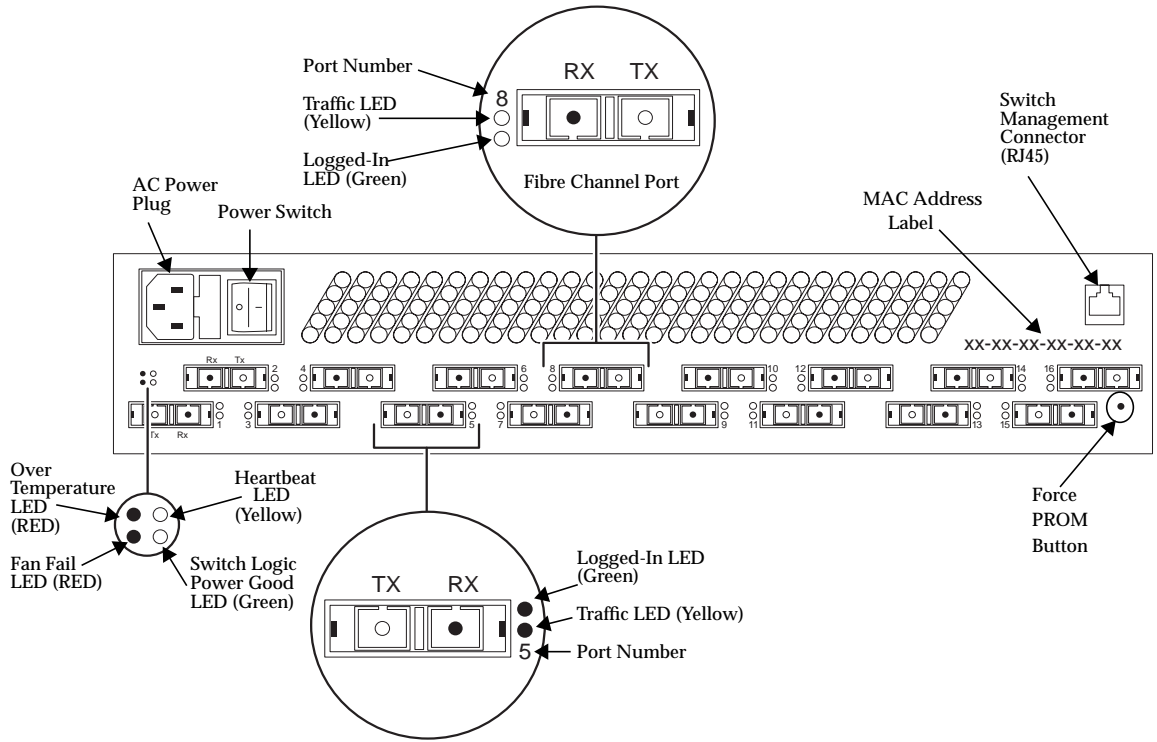 Port Number
Traffic LED
(Yellow)
Logged-In
LED (Green)
8
RX TX
Fibre Channel Port
Switch
Management
Connector
(RJ45)
AC Power
Plug
Power Switch
MAC Address
Label
xx-xx-xx-xx-xx-xx
Rx Tx
2 4 6 8 10 12 14 16
1 3 5 7 9 11 13 15
Tx Rx
Over
Temperature
LED
(RED)
Heartbeat
LED
(Yellow)
Fan Fail
LED (RED)
Switch Logic
Power Good
LED (Green)
TX RX
5
Logged-In LED
(Green)
Traffic LED (Yellow)
Port Number
Force
PROM
Button